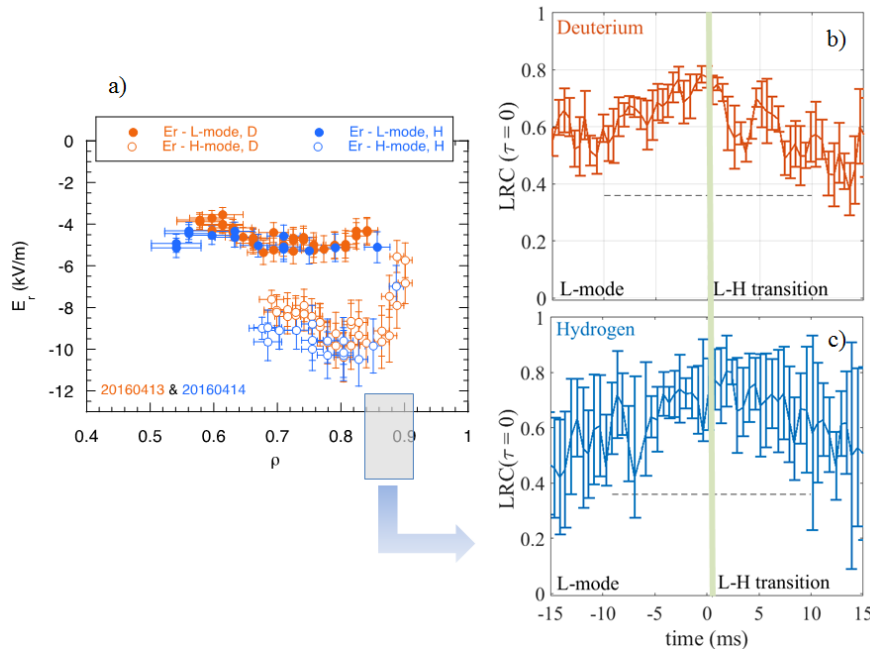 a)
Er - L-mode, D
Er - L-mode, H
Er - H-mode, D
Er - H-mode, H
0
-2
-4
-6
-8
-10
-12
E_r (kV/m)
20160413 & 20160414
0.4 0.5 0.6 0.7 0.8 0.9 1
ρ
Deuterium
b)
1
0.8
0.6
0.4
0.2
0
LRC (τ = 0)
L-mode
L-H transition
Hydrogen
c)
1
0.8
0.6
0.4
0.2
0
LRC(τ = 0)
L-mode
L-H transition
-15 -10 -5 0 5 10 15
time (ms)